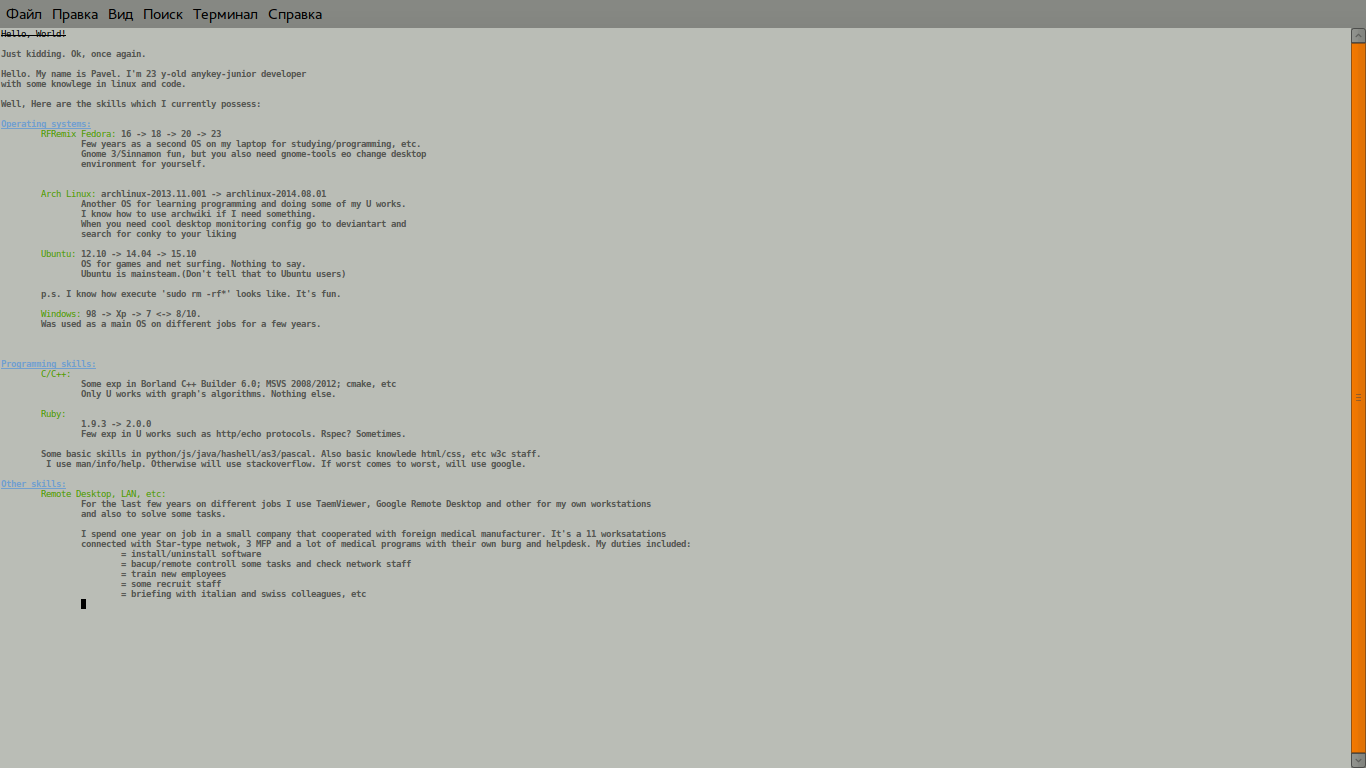 Файл Правка Вид Поиск Терминал Справка
Hello, World!
Just kidding. Ok, once again.
Hello. My name is Pavel. I'm 23 y-old anykey-junior developer
with some knowlege in linux and code.
Well, Here are the skills which I currently possess:
Operating systems:
RFRemix Fedora: 16 -> 18 -> 20 -> 23
Few years as a second OS on my laptop for studying/programing, etc.
Gnome 3/Sinnamon fun, but you also need gnome-tools eo change desktop
environment for yourself.
Arch Linux: archlinux-2013.11.001 -> archlinux-2014.08.01
Another OS for learning programming and doing some of my U works.
I know how to use archwiki if I need something.
When you need cool desktop monitoring config go to deviantart and
search for conky to your liking
Ubuntu: 12.10 -> 14.04 -> 15.10
OS for games and net surfing. Nothing to say.
Ubuntu is mainsteam.(Don't tell that to Ubuntu users)
p.s. I know how execute 'sudo rm -rf*' looks like. It's fun.
Windows: 98 -> Xp -> 7 <-> 8/10.
Was used as a main OS on different jobs for a few years.
Programming skills:
C/C++:
Some exp in Borland C++ Builder 6.0; MSVS 2008/2012; cmake, etc
Only U works with graph's algorithms. Nothing else.
Ruby:
1.9.3 -> 2.0.0
Few exp in U works such as http/echo protocols. Rspec? Sometimes.
Some basic skills in python/js/java/hashell/as3/pascal. Also basic knowlede html/css, etc w3c staff.
I use man/info/help. Otherwise will use stackoverflow. If worst comes to worst, will use google.
Other skills:
Remote Desktop, LAN, etc:
For the last few years on different jobs I use TaemViewer, Google Remote Desktop and other for my own workstations
and also to solve some tasks.
I spend one year on job in a small company that cooperated with foreign medical manufacturer. It's a 11 worksatations
connected with Star-type netwok, 3 MFP and a lot of medical programs with their own burg and helpdesk. My duties included:
= install/uninstall software
= bacup/remote controll some tasks and check network staff
= train new employees
= some recruit staff
= briefing with italian and swiss colleagues, etc